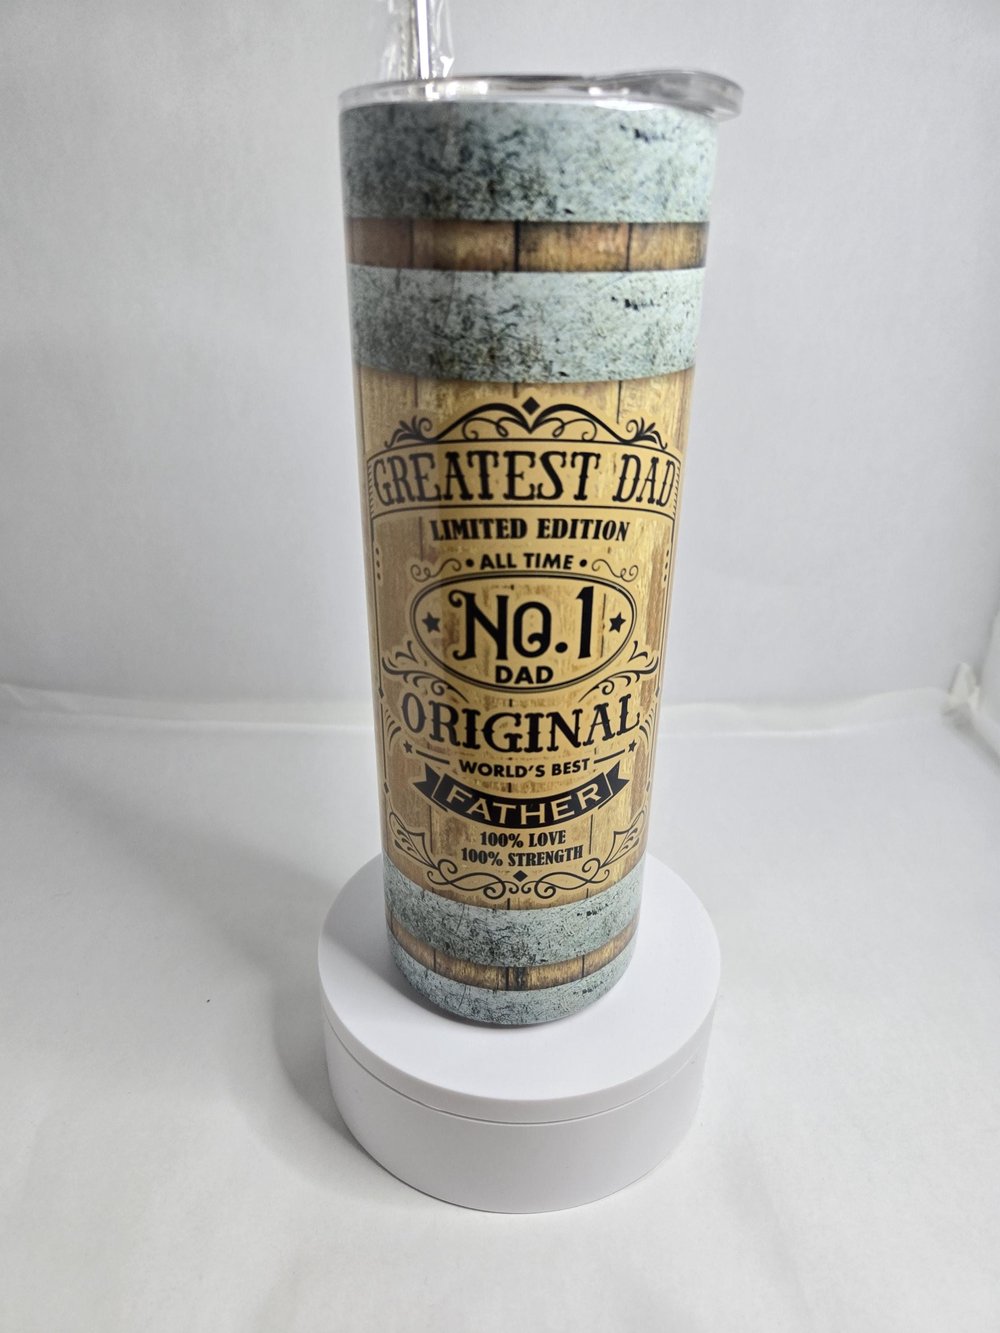 GREATEST DAD
LIMITED EDITION
• ALL TIME •
NO.1
DAD
ORIGINAL
WORLD'S BEST
FATHER
100% LOVE
100% STRENGTH